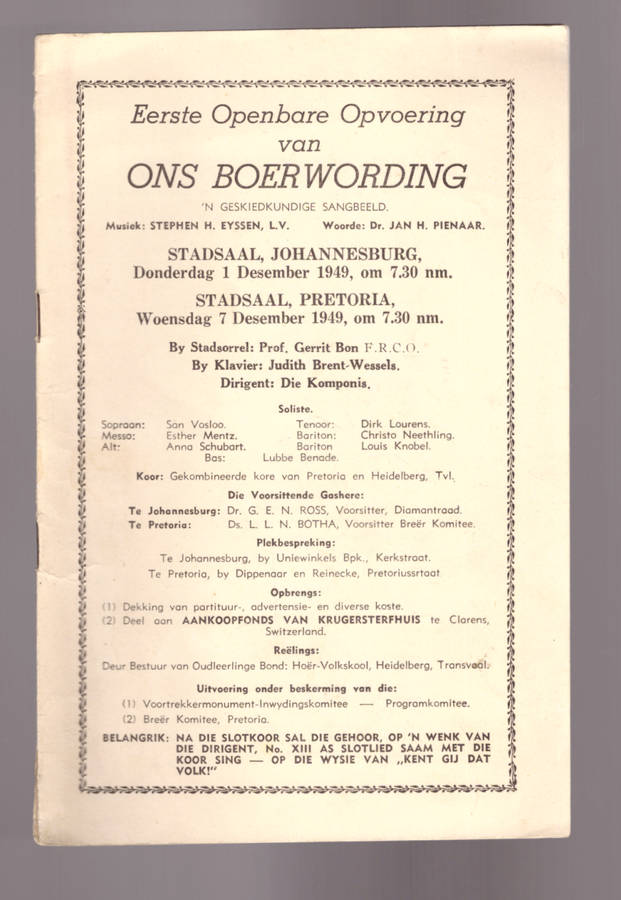 Eerste Openbare Opvoering
van
ONS BOERWORDING
'N GESKIEDKUNDIGE SANGBEELD.
Musiek: STEPHEN H. EYSSEN, L.V. Woorde: Dr. JAN H. PIENAAR.
STADSAAL, JOHANNESBURG,
Donderdag 1 Desember 1949, om 7.30 nm.
STADSAAL, PRETORIA,
Woensdag 7 Desember 1949, om 7.30 nm.
By Stadsorrel: Prof. Gerrit Bon F.R.C.O.
By Klavier: Judith Brent-Wessels.
Dirigent: Die Komponis.
Soliste.
Sopraan: San Vosloo. Tenoor: Dirk Lourens.
Messo: Esther Mentz. Bariton: Christo Neethling.
Alt: Anna Schubart. Bariton Louis Knobel.
Bas: Lubbe Benade.
Koor: Gekombineerde kore van Pretoria en Heidelberg, Tvl.
Die Voorsittende Gashere:
Te Johannesburg: Dr. G. E. N. ROSS, Voorsitter, Diamantraad.
Te Pretoria: Ds. L. L. N. BOTHA, Voorsitter Breër Komitee.
Plekbespreking:
Te Johannesburg, by Uniewinkels Bpk., Kerkstraat.
Te Pretoria, by Dippenaar en Reinecke, Pretoriussrtaat
Opbrengs:
(1) Dekking van partituur-, advertensie- en diverse koste.
(2) Deel aan AANKOOPFONDS VAN KRUGERSTERFHUIS te Clarens,
Switzerland.
Reëlings:
Deur Bestuur van Oudleerlinge Bond: Hoër-Volkskool, Heidelberg, Transvaal.
Uitvoering onder beskerming van die:
(1) Voortrekkermonument-Inwydingskomitee — Programkomitee.
(2) Breër Komitee, Pretoria.
BELANGRIK: NA DIE SLOTKOOR SAL DIE GEHOOR, OP 'N WENK VAN
DIE DIRIGENT, No. XIII AS SLOTLIED SAAM MET DIE
KOOR SING — OP DIE WYSIE VAN „KENT GIJ DAT
VOLK!"